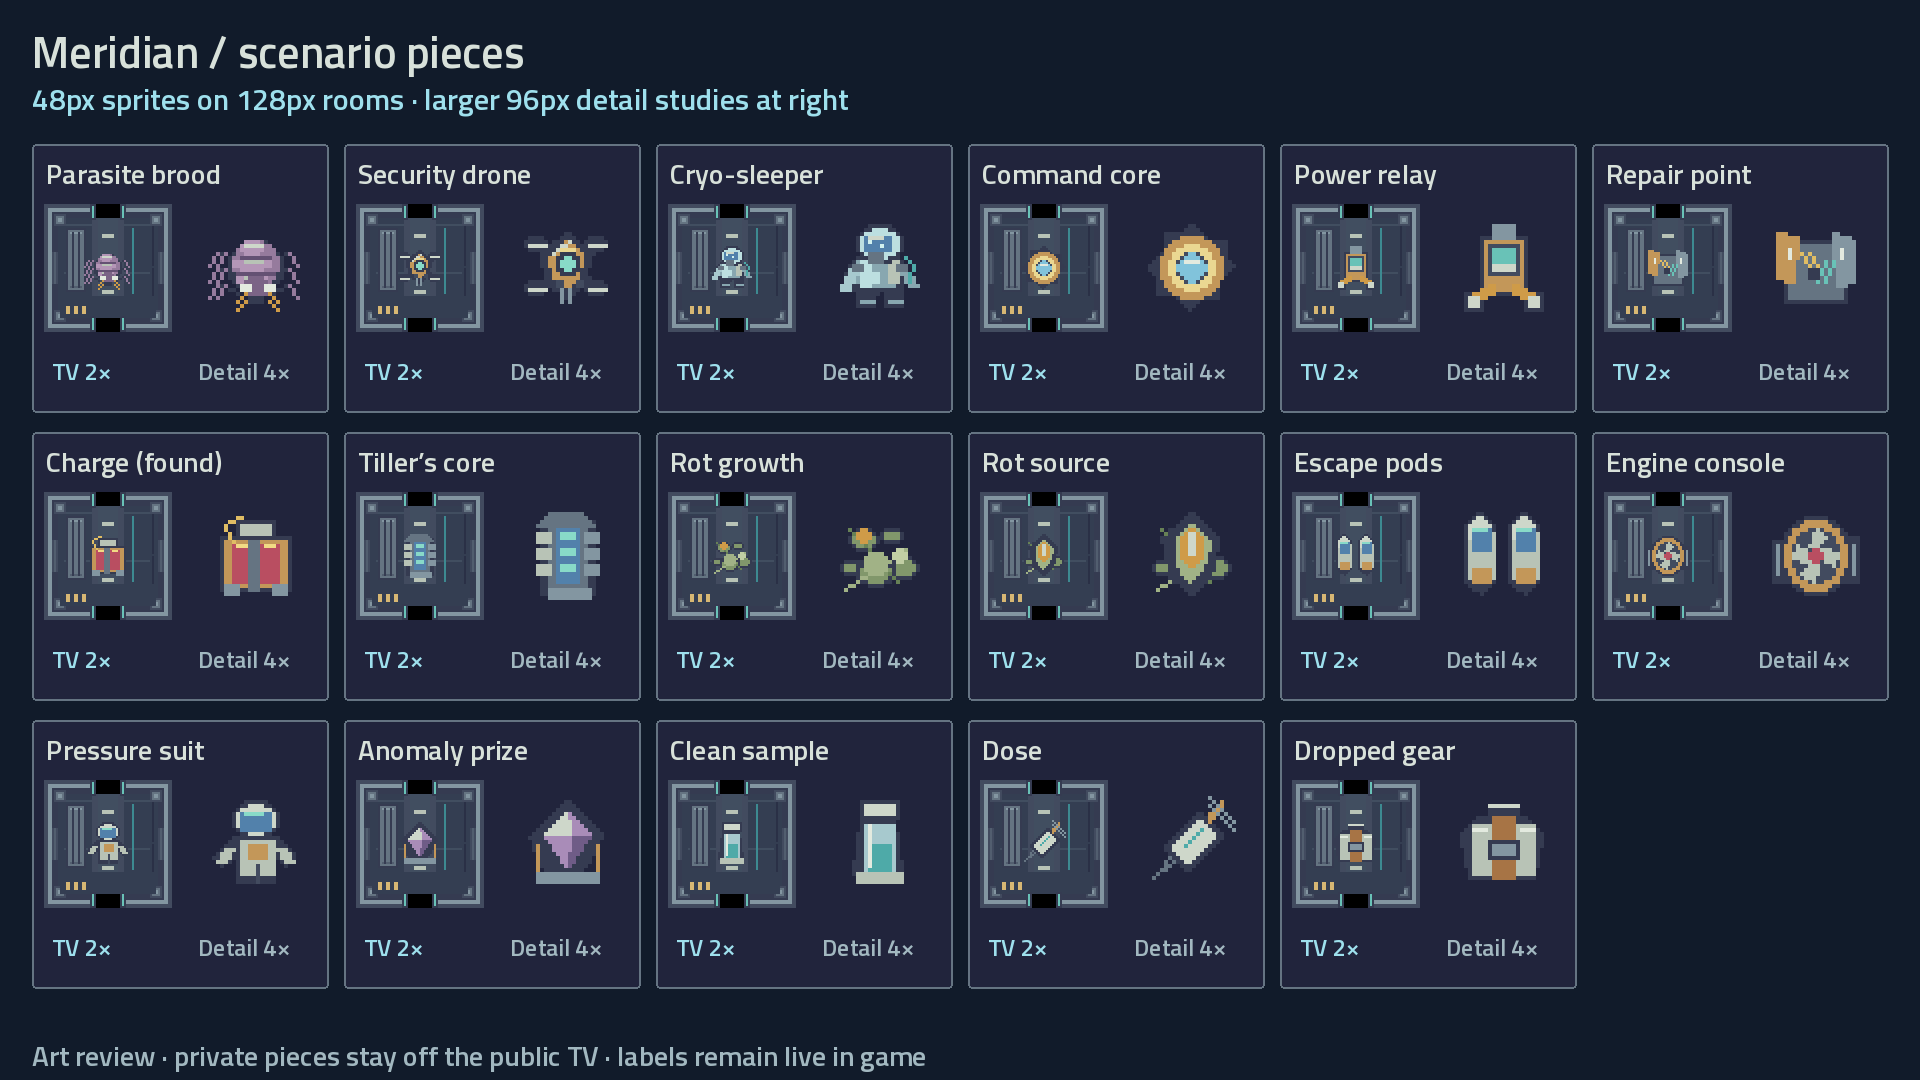 Meridian / scenario pieces
48px sprites on 128px rooms · larger 96px detail studies at right
Parasite brood
Security drone
Cryo-sleeper
Command core
Power relay
Repair point
TV 2× Detail 4×
TV 2× Detail 4×
TV 2× Detail 4×
TV 2× Detail 4×
TV 2× Detail 4×
TV 2× Detail 4×
Charge (found)
Tiller’s core
Rot growth
Rot source
Escape pods
Engine console
TV 2× Detail 4×
TV 2× Detail 4×
TV 2× Detail 4×
TV 2× Detail 4×
TV 2× Detail 4×
TV 2× Detail 4×
Pressure suit
Anomaly prize
Clean sample
Dose
Dropped gear
TV 2× Detail 4×
TV 2× Detail 4×
TV 2× Detail 4×
TV 2× Detail 4×
TV 2× Detail 4×
Art review · private pieces stay off the public TV · labels remain live in game